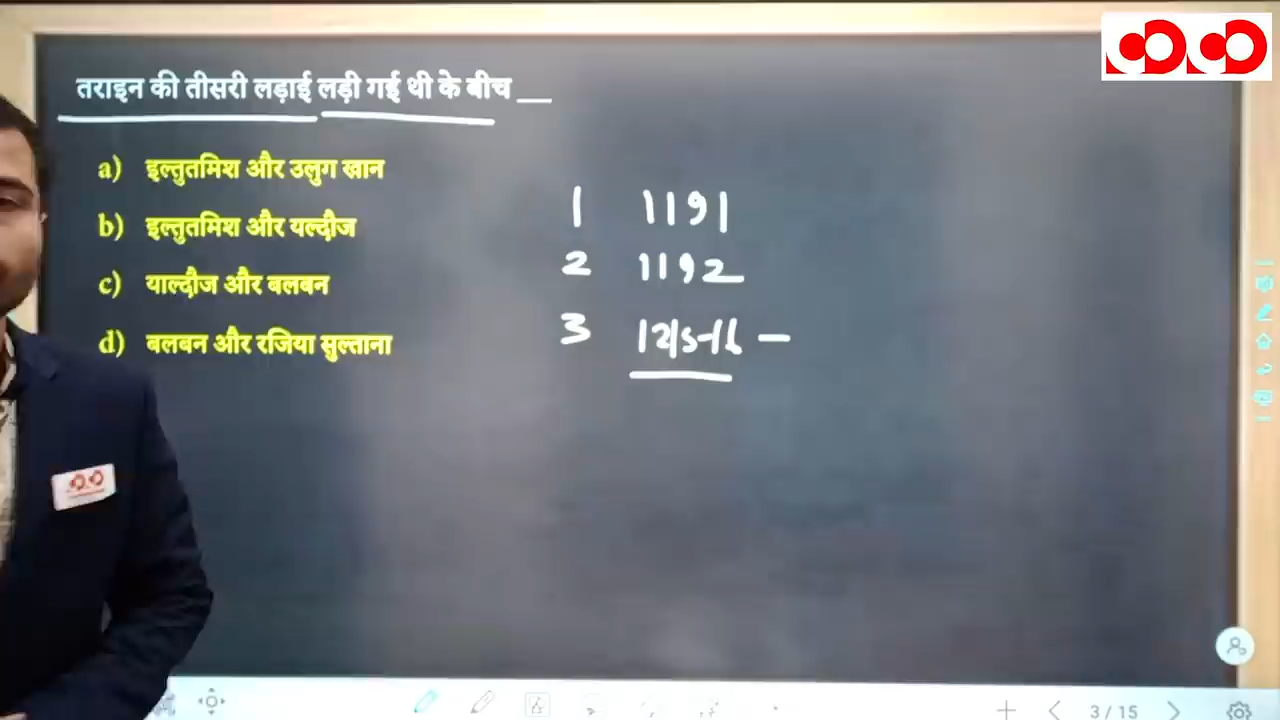 तराइन की तीसरी लड़ाई लड़ी गई थी के बीच __
a) इल्तुतमिश और उलुग खान
b) इल्तुतमिश और यल्दौज
c) याल्दौज और बलबन
d) बलबन और रजिया सुल्ताना
1 1191
2 1192
3 1215-16 –
3 / 15